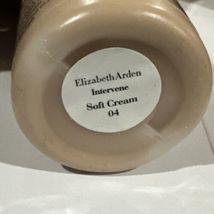 Elizabeth Arden
Intervene
Soft Cream
04